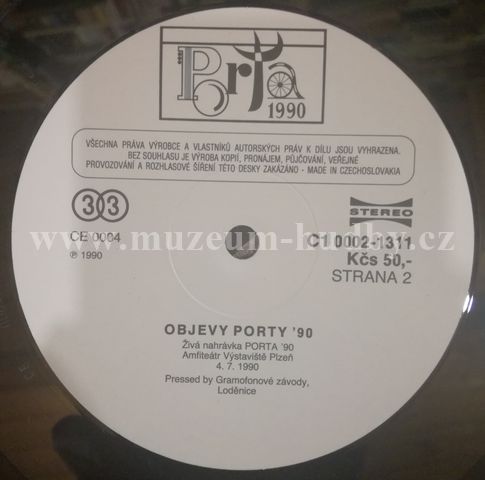 Porta
1990
VŠECHNA PRÁVA VÝROBCE A VLASTNÍKŮ AUTORSKÝCH PRÁV K DÍLU JSOU VYHRAZENA.
BEZ SOUHLASU JE VÝROBA KOPIÍ, PRONÁJEM, PŮJČOVÁNÍ, VEŘEJNÉ
PROVOZOVÁNÍ A ROZHLASOVÉ ŠÍŘENÍ TÉTO DESKY ZAKÁZÁNO - MADE IN CZECHOSLOVAKIA
33
STEREO
CE 0004
C1 0002-1311
www.muzeum-hudby.cz
℗ 1990
Kčs 50,-
STRANA 2
OBJEVY PORTY '90
Živá nahrávka PORTA '90
Amfiteátr Výstaviště Plzeň
4. 7. 1990
Pressed by Gramofonové závody,
Loděnice